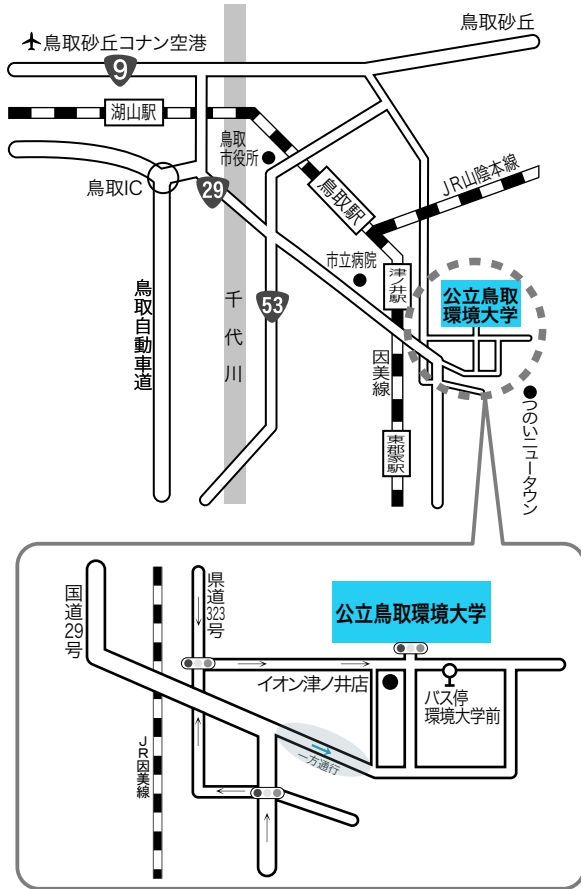 鳥取砂丘
鳥取砂丘コナン空港
9
湖山駅
鳥取
市役所
鳥取IC
29
鳥取駅
JR山陰本線
市立病院
津ノ井駅
公立鳥取
環境大学
鳥取自動車道
千代川
53
因美線
東郡家駅
つのいニュータウン
国道29号
県道323号
公立鳥取環境大学
イオン津ノ井店
バス停
環境大学前
一方通行
JR因美線